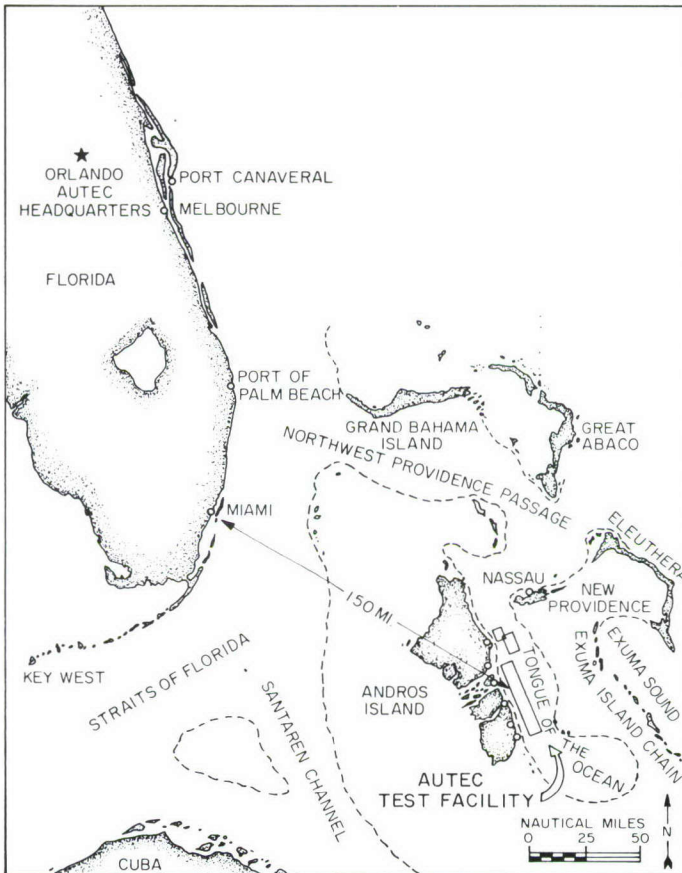 ORLANDO
AUTEC
HEADQUARTERS
PORT CANAVERAL
MELBOURNE
FLORIDA
PORT OF
PALM BEACH
GRAND BAHAMA
ISLAND
GREAT
ABACO
NORTHWEST PROVIDENCE PASSAGE
MIAMI
ELEUTHERA
NASSAU
NEW
PROVIDENCE
150 MI.
KEY WEST
STRAITS OF FLORIDA
SANTAREN CHANNEL
ANDROS
ISLAND
TONGUE OF
THE
OCEAN
EXUMA SOUND
EXUMA ISLAND CHAIN
AUTEC
TEST FACILITY
NAUTICAL MILES
0 25 50
N
CUBA